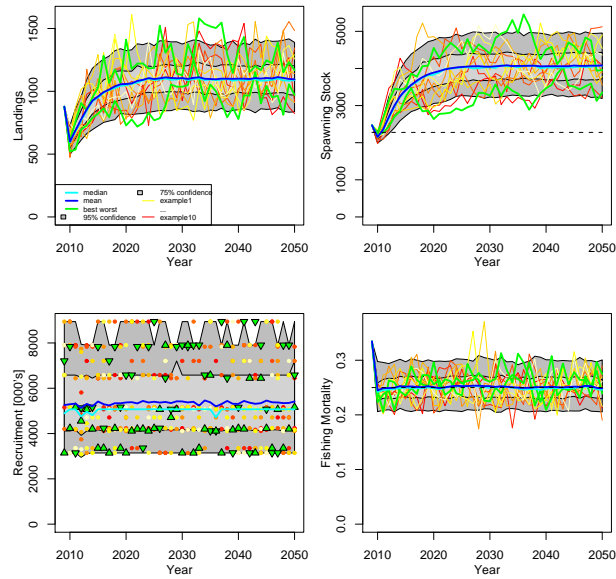 Landings
0 500 1000 1500
median
mean
best worst
95% confidence
75% confidence
example1
...
example10
2010 2020 2030 2040 2050
Year
Spawning Stock
0 2000 4000
2010 2020 2030 2040 2050
Year
Recruitment [000's]
0 2000 4000 6000 8000
2010 2020 2030 2040 2050
Year
Fishing Mortality
0.0 0.1 0.2 0.3
2010 2020 2030 2040 2050
Year